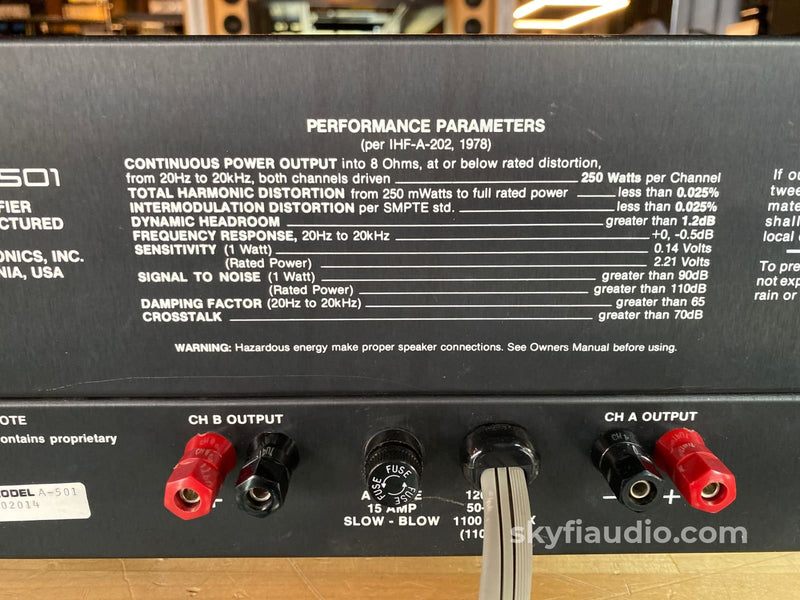 PERFORMANCE PARAMETERS
(per IHF-A-202, 1978)
CONTINUOUS POWER OUTPUT into 8 Ohms, at or below rated distortion,
from 20Hz to 20kHz, both channels driven 250 Watts per Channel
TOTAL HARMONIC DISTORTION from 250 mWatts to full rated power less than 0.025%
INTERMODULATION DISTORTION per SMPTE std. less than 0.025%
DYNAMIC HEADROOM greater than 1.2dB
FREQUENCY RESPONSE, 20Hz to 20kHz +0, -0.5dB
SENSITIVITY (1 Watt) 0.14 Volts
(Rated Power) 2.21 Volts
SIGNAL TO NOISE (1 Watt) greater than 90dB
(Rated Power) greater than 110dB
DAMPING FACTOR (20Hz to 20kHz) greater than 65
CROSSTALK greater than 70dB
WARNING: Hazardous energy make proper speaker connections. See Owners Manual before using.
501
FIER
CTURED
ONICS, INC.
NIA, USA
If ou
twee
mate
shall
local
To pre
not exp
rain or
OTE
contains proprietary
MODEL A-501
02014
CH B OUTPUT
+
FUSE FUSE FUSE
15 AMP
SLOW - BLOW
120
50-
1100
(110
CH A OUTPUT
− +
skyfiaudio.com